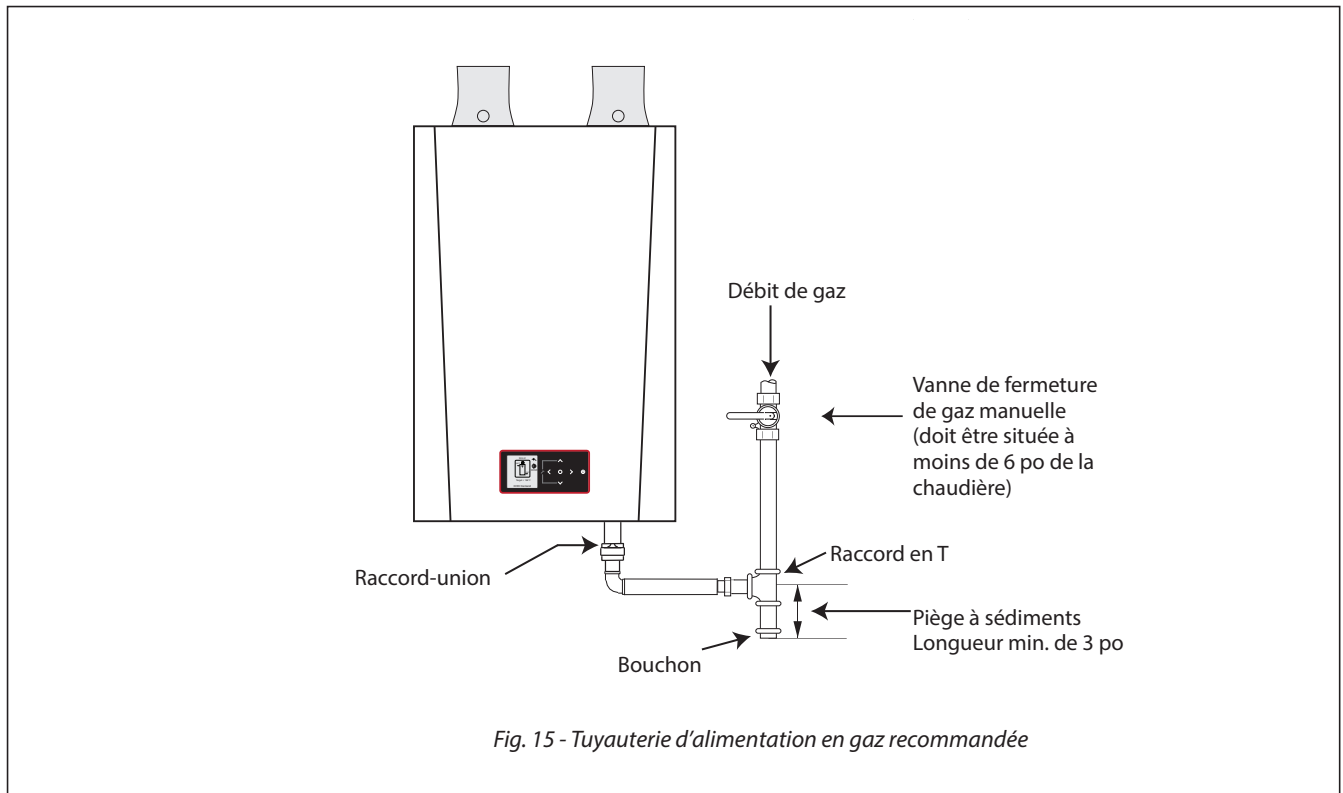 Débit de gaz
Vanne de fermeture
de gaz manuelle
(doit être située à
moins de 6 po de la
chaudière)
Raccord en T
Raccord-union
Piège à sédiments
Longueur min. de 3 po
Bouchon
Fig. 15 - Tuyauterie d’alimentation en gaz recommandée